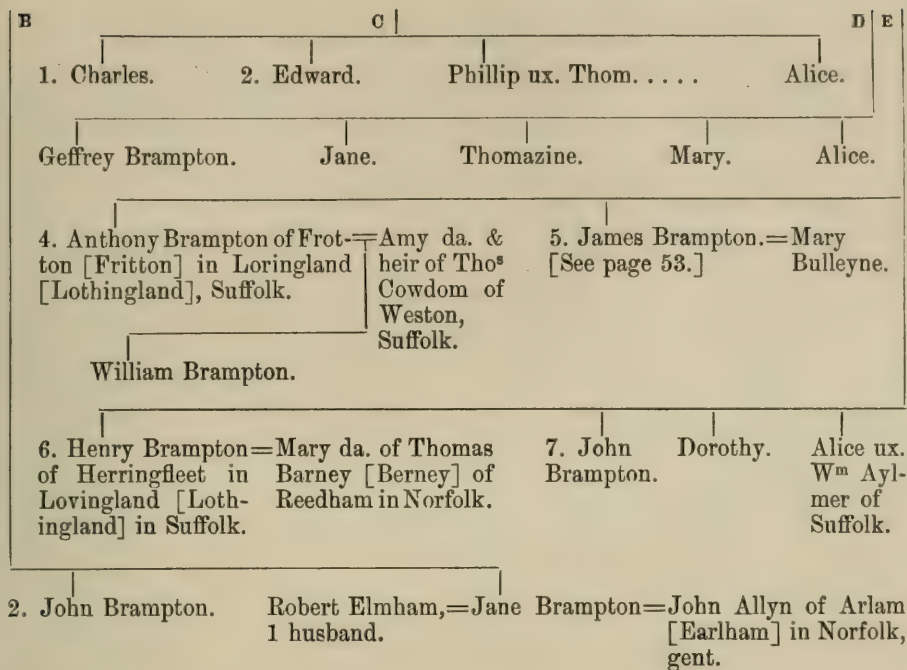 B C D E
1. Charles. 2. Edward. Phillip ux. Thom. . . . . Alice.
Geffrey Brampton. Jane. Thomazine. Mary. Alice.
4. Anthony Brampton of Frot-
ton [Fritton] in Loringland
[Lothingland], Suffolk.
=Amy da. &
heir of Thoˢ
Cowdom of
Weston,
Suffolk.
5. James Brampton.=
[See page 53.]
Mary
Bulleyne.
William Brampton.
6. Henry Brampton=
of Herringfleet in
Lovingland [Loth-
ingland] in Suffolk.
Mary da. of Thomas
Barney [Berney] of
Reedham in Norfolk.
7. John
Brampton.
Dorothy.
Alice ux.
Wᵐ Ayl-
mer of
Suffolk.
2. John Brampton.
Robert Elmham,=
1 husband.
Jane Brampton=
John Allyn of Arlam
[Earlham] in Norfolk,
gent.